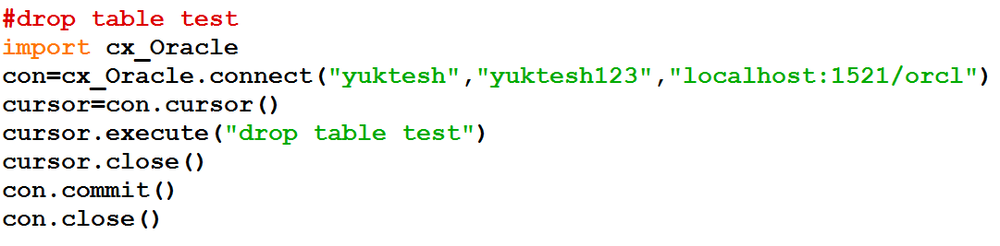 #drop table test
import cx_Oracle
con=cx_Oracle.connect("yuktesh","yuktesh123","localhost:1521/orcl")
cursor=con.cursor()
cursor.execute("drop table test")
cursor.close()
con.commit()
con.close()